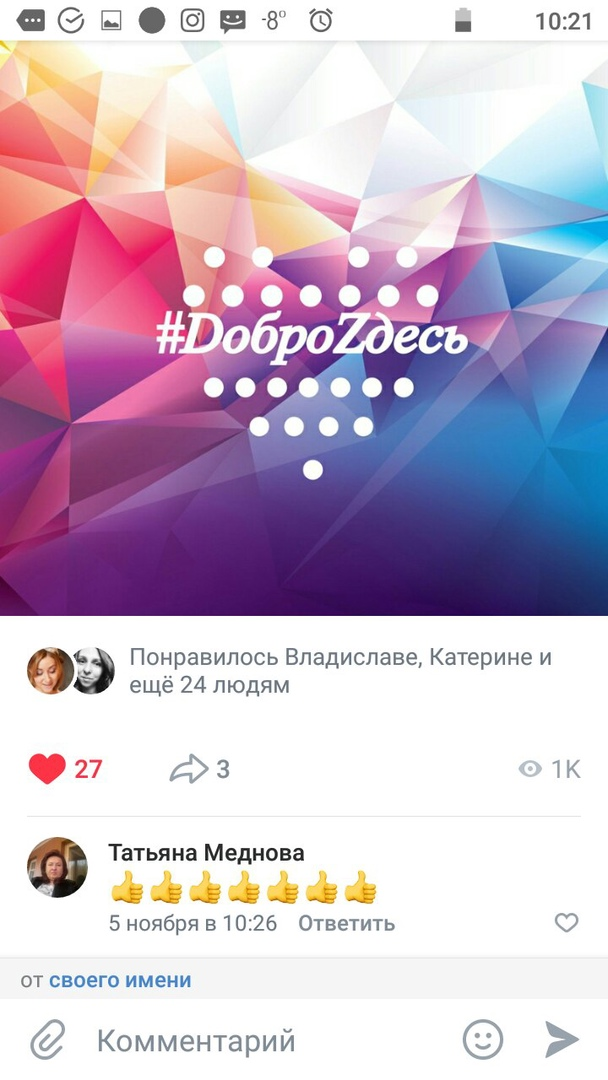 -8°
10:21
#DоброZдесь
Понравилось Владиславе, Катерине и
ещё 24 людям
27
3
1K
Татьяна Меднова
5 ноября в 10:26
Ответить
от своего имени
Комментарий